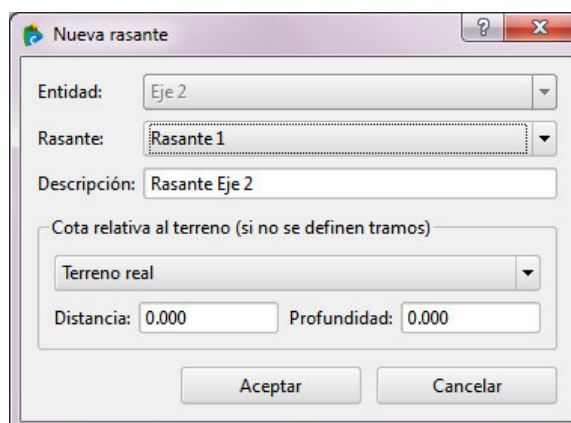 Nueva rasante
Entidad: Eje 2
Rasante: Rasante 1
Descripción: Rasante Eje 2
Cota relativa al terreno (si no se definen tramos)
Terreno real
Distancia: 0.000 Profundidad: 0.000
Aceptar Cancelar